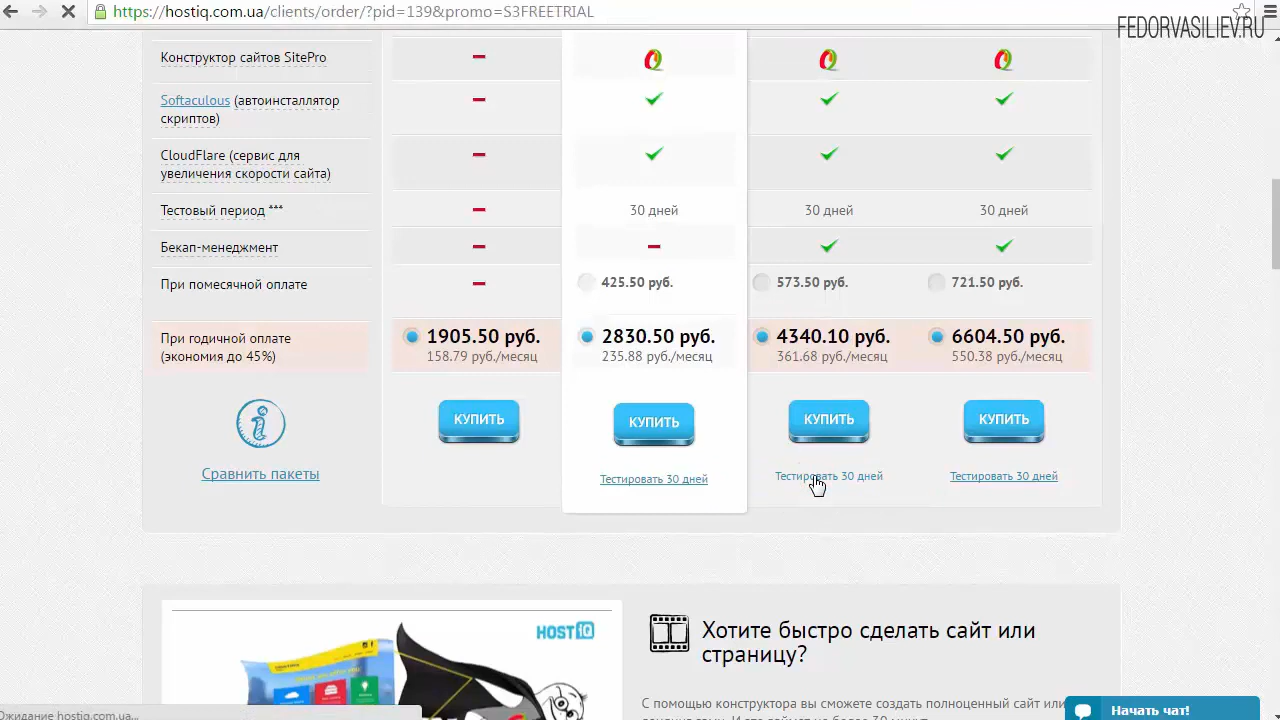 https://hostiq.com.ua/clients/order/?pid=139&promo=S3FREETRIAL
FEDORVASILIEV.RU
Конструктор сайтов SitePro
Softaculous (автоинсталлятор
скриптов)
CloudFlare (сервис для
увеличения скорости сайта)
Тестовый период ***
30 дней
30 дней
30 дней
Бекап-менеджмент
При помесячной оплате
425.50 руб.
573.50 руб.
721.50 руб.
При годичной оплате
(экономия до 45%)
1905.50 руб.
158.79 руб./месяц
2830.50 руб.
235.88 руб./месяц
4340.10 руб.
361.68 руб./месяц
6604.50 руб.
550.38 руб./месяц
КУПИТЬ
КУПИТЬ
КУПИТЬ
КУПИТЬ
Сравнить пакеты
Тестировать 30 дней
Тестировать 30 дней
Тестировать 30 дней
HOST iQ
Хотите быстро сделать сайт или
страницу?
С помощью конструктора вы сможете создать полноценный сайт или
Ожидание hostiq.com.ua...
Начать чат!